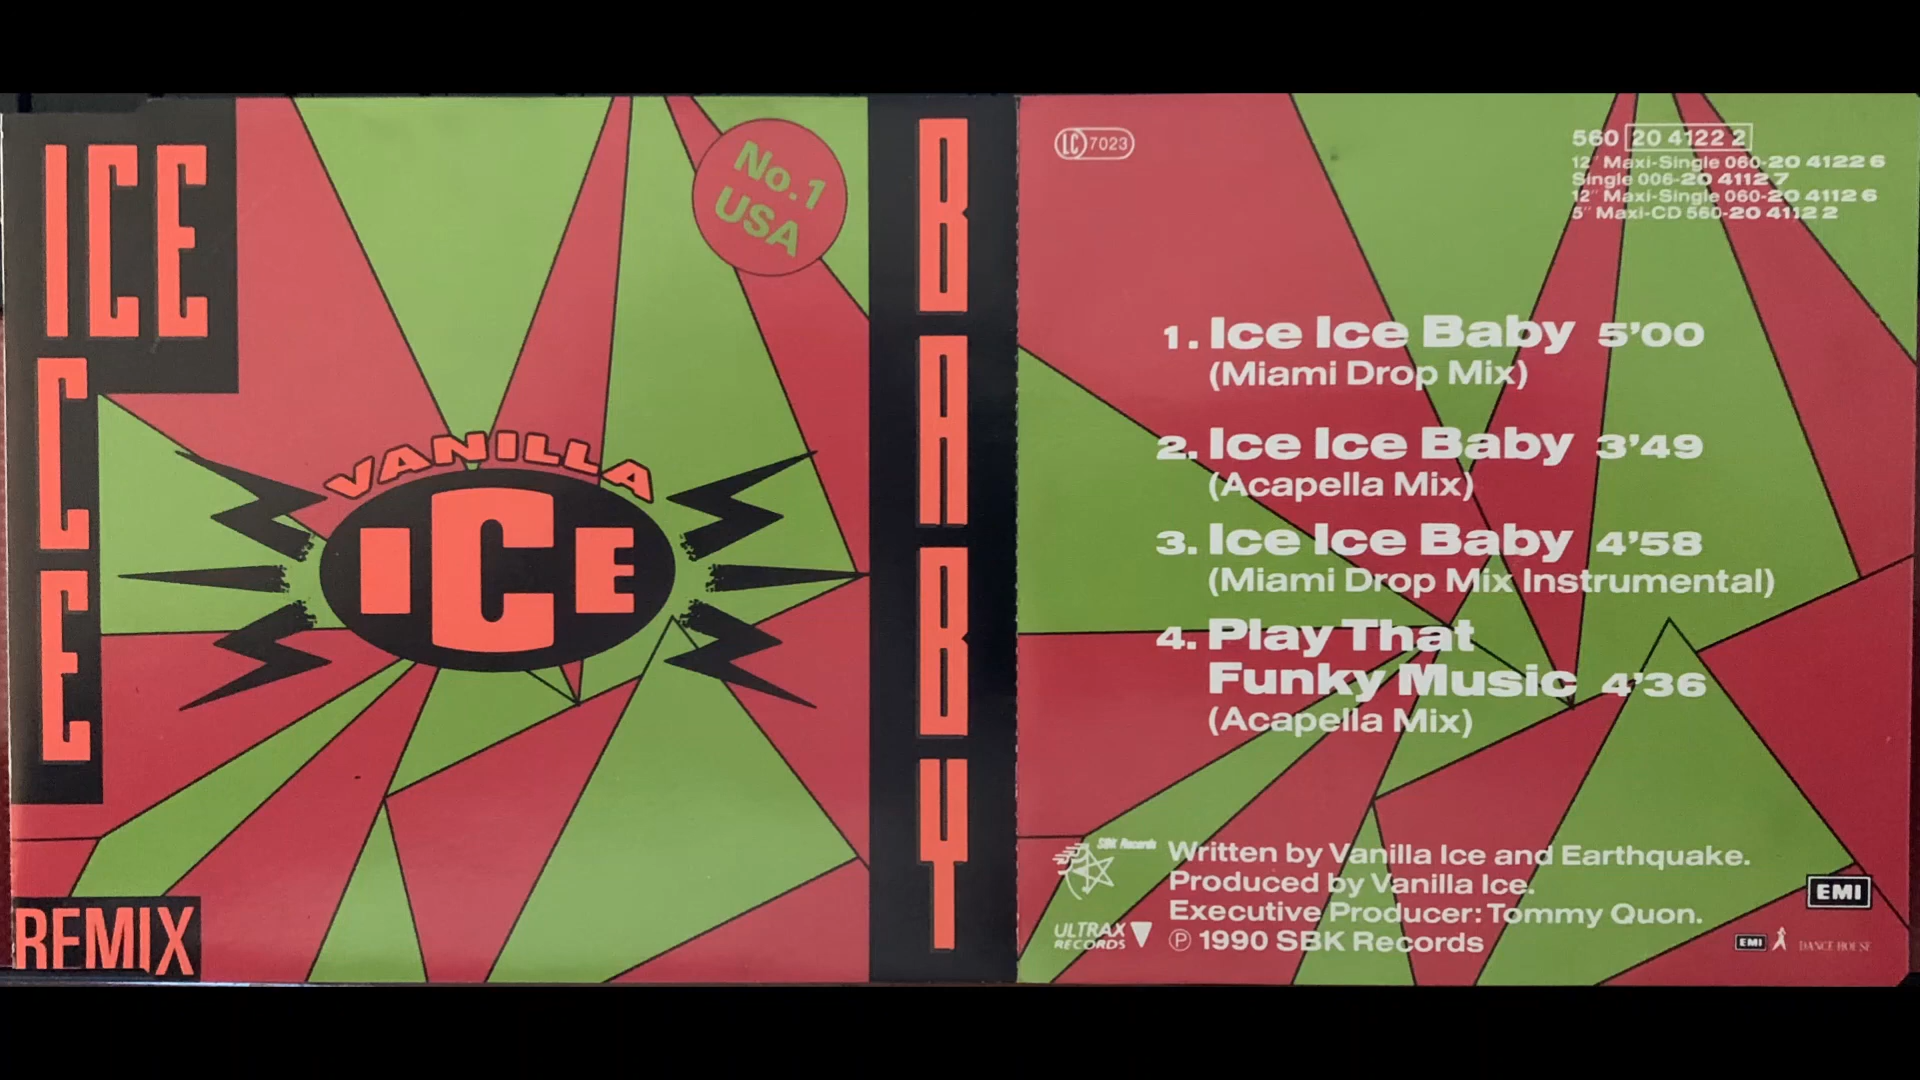 ICE
ICE
BABY
No.1
USA
VANILLA
ICE
REMIX
LC 7023
560 20 4122 2
12" Maxi-Single 060-20 4122 6
Single 006-20 4112 7
12" Maxi-Single 060-20 4112 6
5" Maxi-CD 560-20 4112 2
1. Ice Ice Baby 5'00
(Miami Drop Mix)
2. Ice Ice Baby 3'49
(Acapella Mix)
3. Ice Ice Baby 4'58
(Miami Drop Mix Instrumental)
4. Play That
Funky Music 4'36
(Acapella Mix)
SBK Records
Written by Vanilla Ice and Earthquake.
Produced by Vanilla Ice.
Executive Producer: Tommy Quon.
℗ 1990 SBK Records
ULTRAX
RECORDS
EMI
EMI DANCE HOUSE